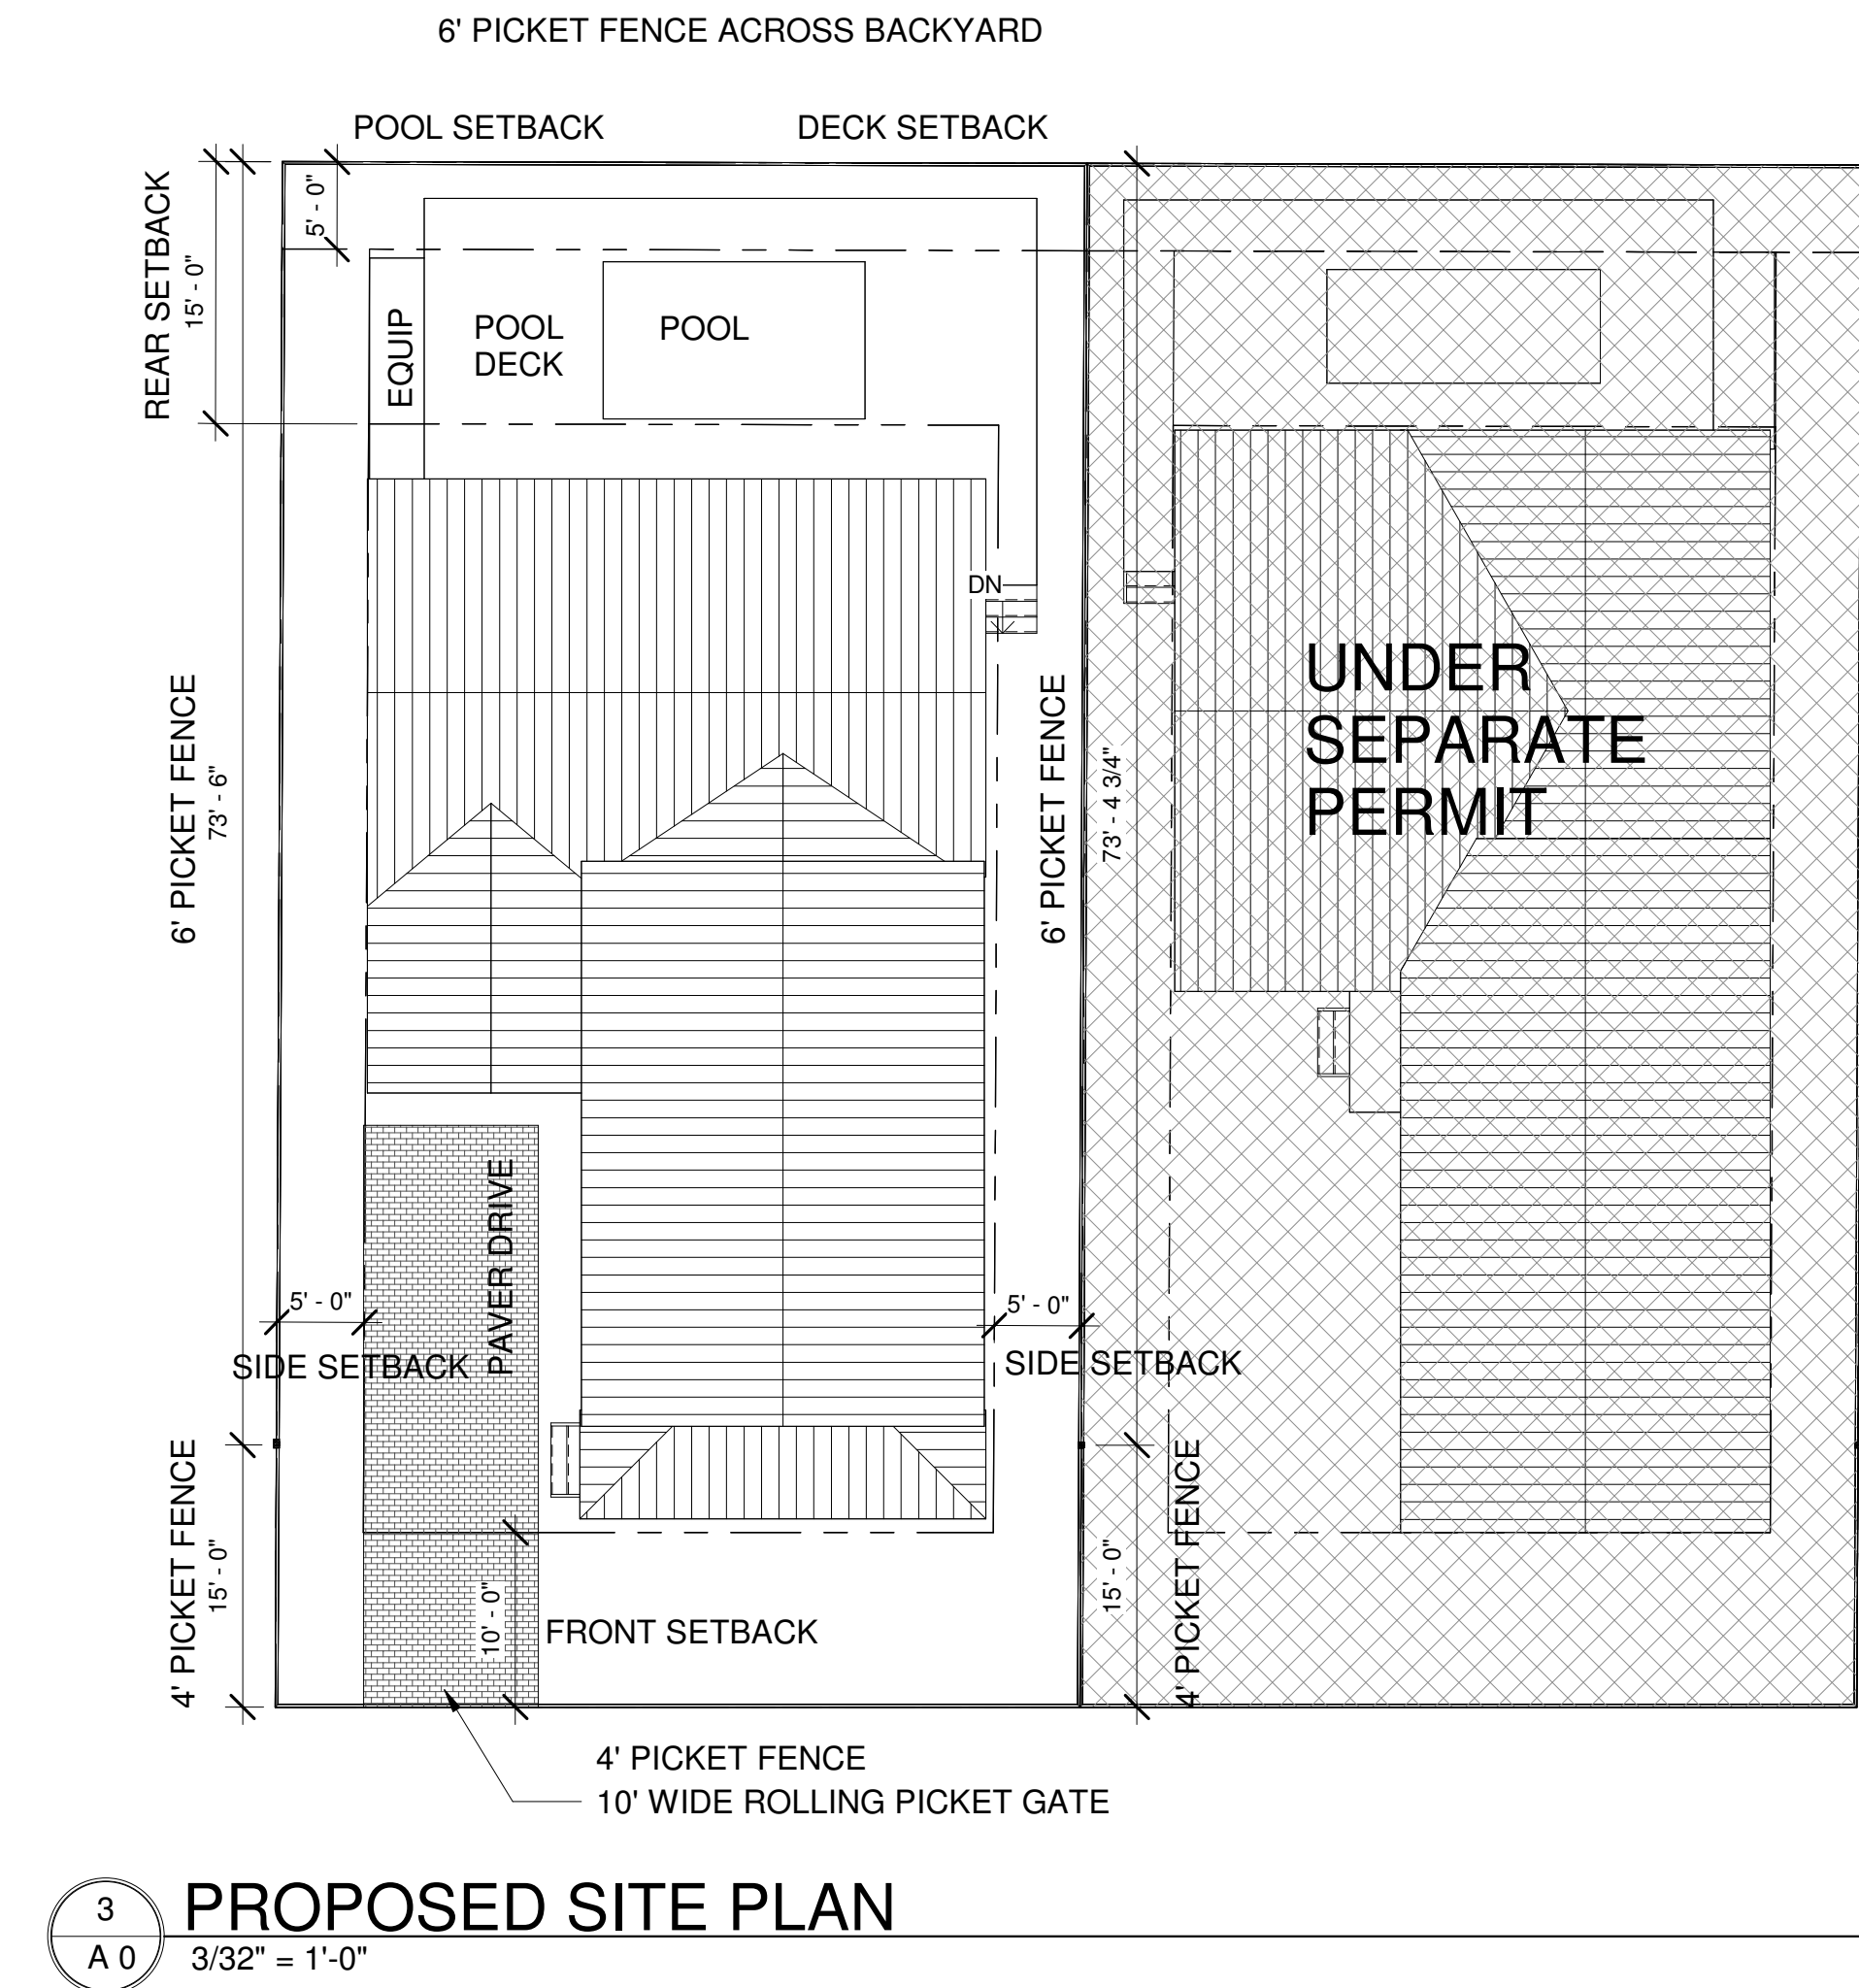 6' PICKET FENCE ACROSS BACKYARD
POOL SETBACK
DECK SETBACK
REAR SETBACK
15' - 0"
5' - 0"
EQUIP
POOL
DECK
POOL
DN
6' PICKET FENCE
73' - 6"
6' PICKET FENCE
73' - 4 3/4"
UNDER
SEPARATE
PERMIT
PAVER DRIVE
5' - 0"
SIDE SETBACK
5' - 0"
SIDE SETBACK
4' PICKET FENCE
15' - 0"
10' - 0"
FRONT SETBACK
15' - 0"
4' PICKET FENCE
4' PICKET FENCE
10' WIDE ROLLING PICKET GATE
3
A 0
PROPOSED SITE PLAN
3/32" = 1'-0"